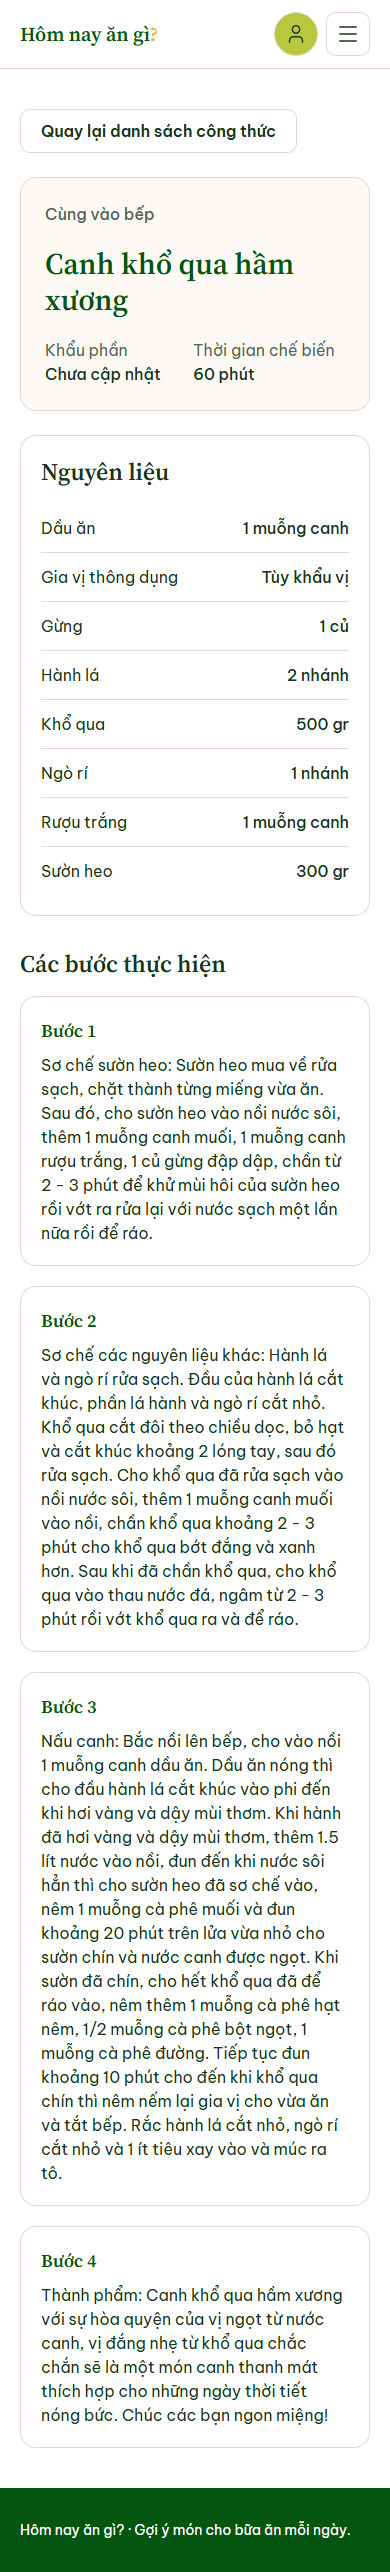 Hôm nay ăn gì?
Quay lại danh sách công thức
Cùng vào bếp
Canh khổ qua hầm
xương
Khẩu phần
Chưa cập nhật
Thời gian chế biến
60 phút
Nguyên liệu
Dầu ăn 1 muỗng canh
Gia vị thông dụng Tùy khẩu vị
Gừng 1 củ
Hành lá 2 nhánh
Khổ qua 500 gr
Ngò rí 1 nhánh
Rượu trắng 1 muỗng canh
Sườn heo 300 gr
Các bước thực hiện
Bước 1
Sơ chế sườn heo: Sườn heo mua về rửa
sạch, chặt thành từng miếng vừa ăn.
Sau đó, cho sườn heo vào nồi nước sôi,
thêm 1 muỗng canh muối, 1 muỗng canh
rượu trắng, 1 củ gừng đập dập, chần từ
2 - 3 phút để khử mùi hôi của sườn heo
rồi vớt ra rửa lại với nước sạch một lần
nữa rồi để ráo.
Bước 2
Sơ chế các nguyên liệu khác: Hành lá
và ngò rí rửa sạch. Đầu của hành lá cắt
khúc, phần lá hành và ngò rí cắt nhỏ.
Khổ qua cắt đôi theo chiều dọc, bỏ hạt
và cắt khúc khoảng 2 lóng tay, sau đó
rửa sạch. Cho khổ qua đã rửa sạch vào
nồi nước sôi, thêm 1 muỗng canh muối
vào nồi, chần khổ qua khoảng 2 - 3
phút cho khổ qua bớt đắng và xanh
hơn. Sau khi đã chần khổ qua, cho khổ
qua vào thau nước đá, ngâm từ 2 - 3
phút rồi vớt khổ qua ra và để ráo.
Bước 3
Nấu canh: Bắc nồi lên bếp, cho vào nồi
1 muỗng canh dầu ăn. Dầu ăn nóng thì
cho đầu hành lá cắt khúc vào phi đến
khi hơi vàng và dậy mùi thơm. Khi hành
đã hơi vàng và dậy mùi thơm, thêm 1.5
lít nước vào nồi, đun đến khi nước sôi
hẳn thì cho sườn heo đã sơ chế vào,
nêm 1 muỗng cà phê muối và đun
khoảng 20 phút trên lửa vừa nhỏ cho
sườn chín và nước canh được ngọt. Khi
sườn đã chín, cho hết khổ qua đã để
ráo vào, nêm thêm 1 muỗng cà phê hạt
nêm, 1/2 muỗng cà phê bột ngọt, 1
muỗng cà phê đường. Tiếp tục đun
khoảng 10 phút cho đến khi khổ qua
chín thì nêm nếm lại gia vị cho vừa ăn
và tắt bếp. Rắc hành lá cắt nhỏ, ngò rí
cắt nhỏ và 1 ít tiêu xay vào và múc ra
tô.
Bước 4
Thành phẩm: Canh khổ qua hầm xương
với sự hòa quyện của vị ngọt từ nước
canh, vị đắng nhẹ từ khổ qua chắc
chắn sẽ là một món canh thanh mát
thích hợp cho những ngày thời tiết
nóng bức. Chúc các bạn ngon miệng!
Hôm nay ăn gì? · Gợi ý món cho bữa ăn mỗi ngày.